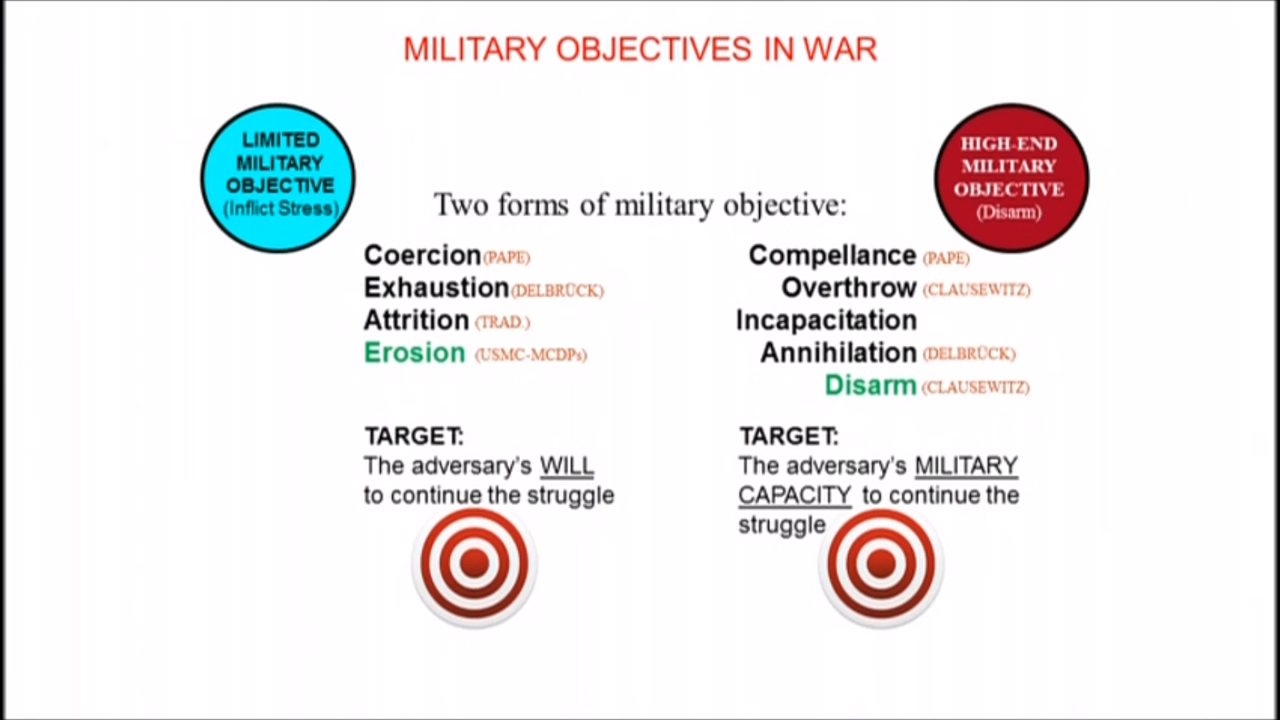 MILITARY OBJECTIVES IN WAR
LIMITED
MILITARY
OBJECTIVE
(Inflict Stress)
HIGH-END
MILITARY
OBJECTIVE
(Disarm)
Two forms of military objective:
Coercion (PAPE)
Exhaustion (DELBRÜCK)
Attrition (TRAD.)
Erosion (USMC-MCDPs)
Compellance (PAPE)
Overthrow (CLAUSEWITZ)
Incapacitation
Annihilation (DELBRÜCK)
Disarm (CLAUSEWITZ)
TARGET:
The adversary's WILL
to continue the struggle
TARGET:
The adversary's MILITARY
CAPACITY to continue the
struggle